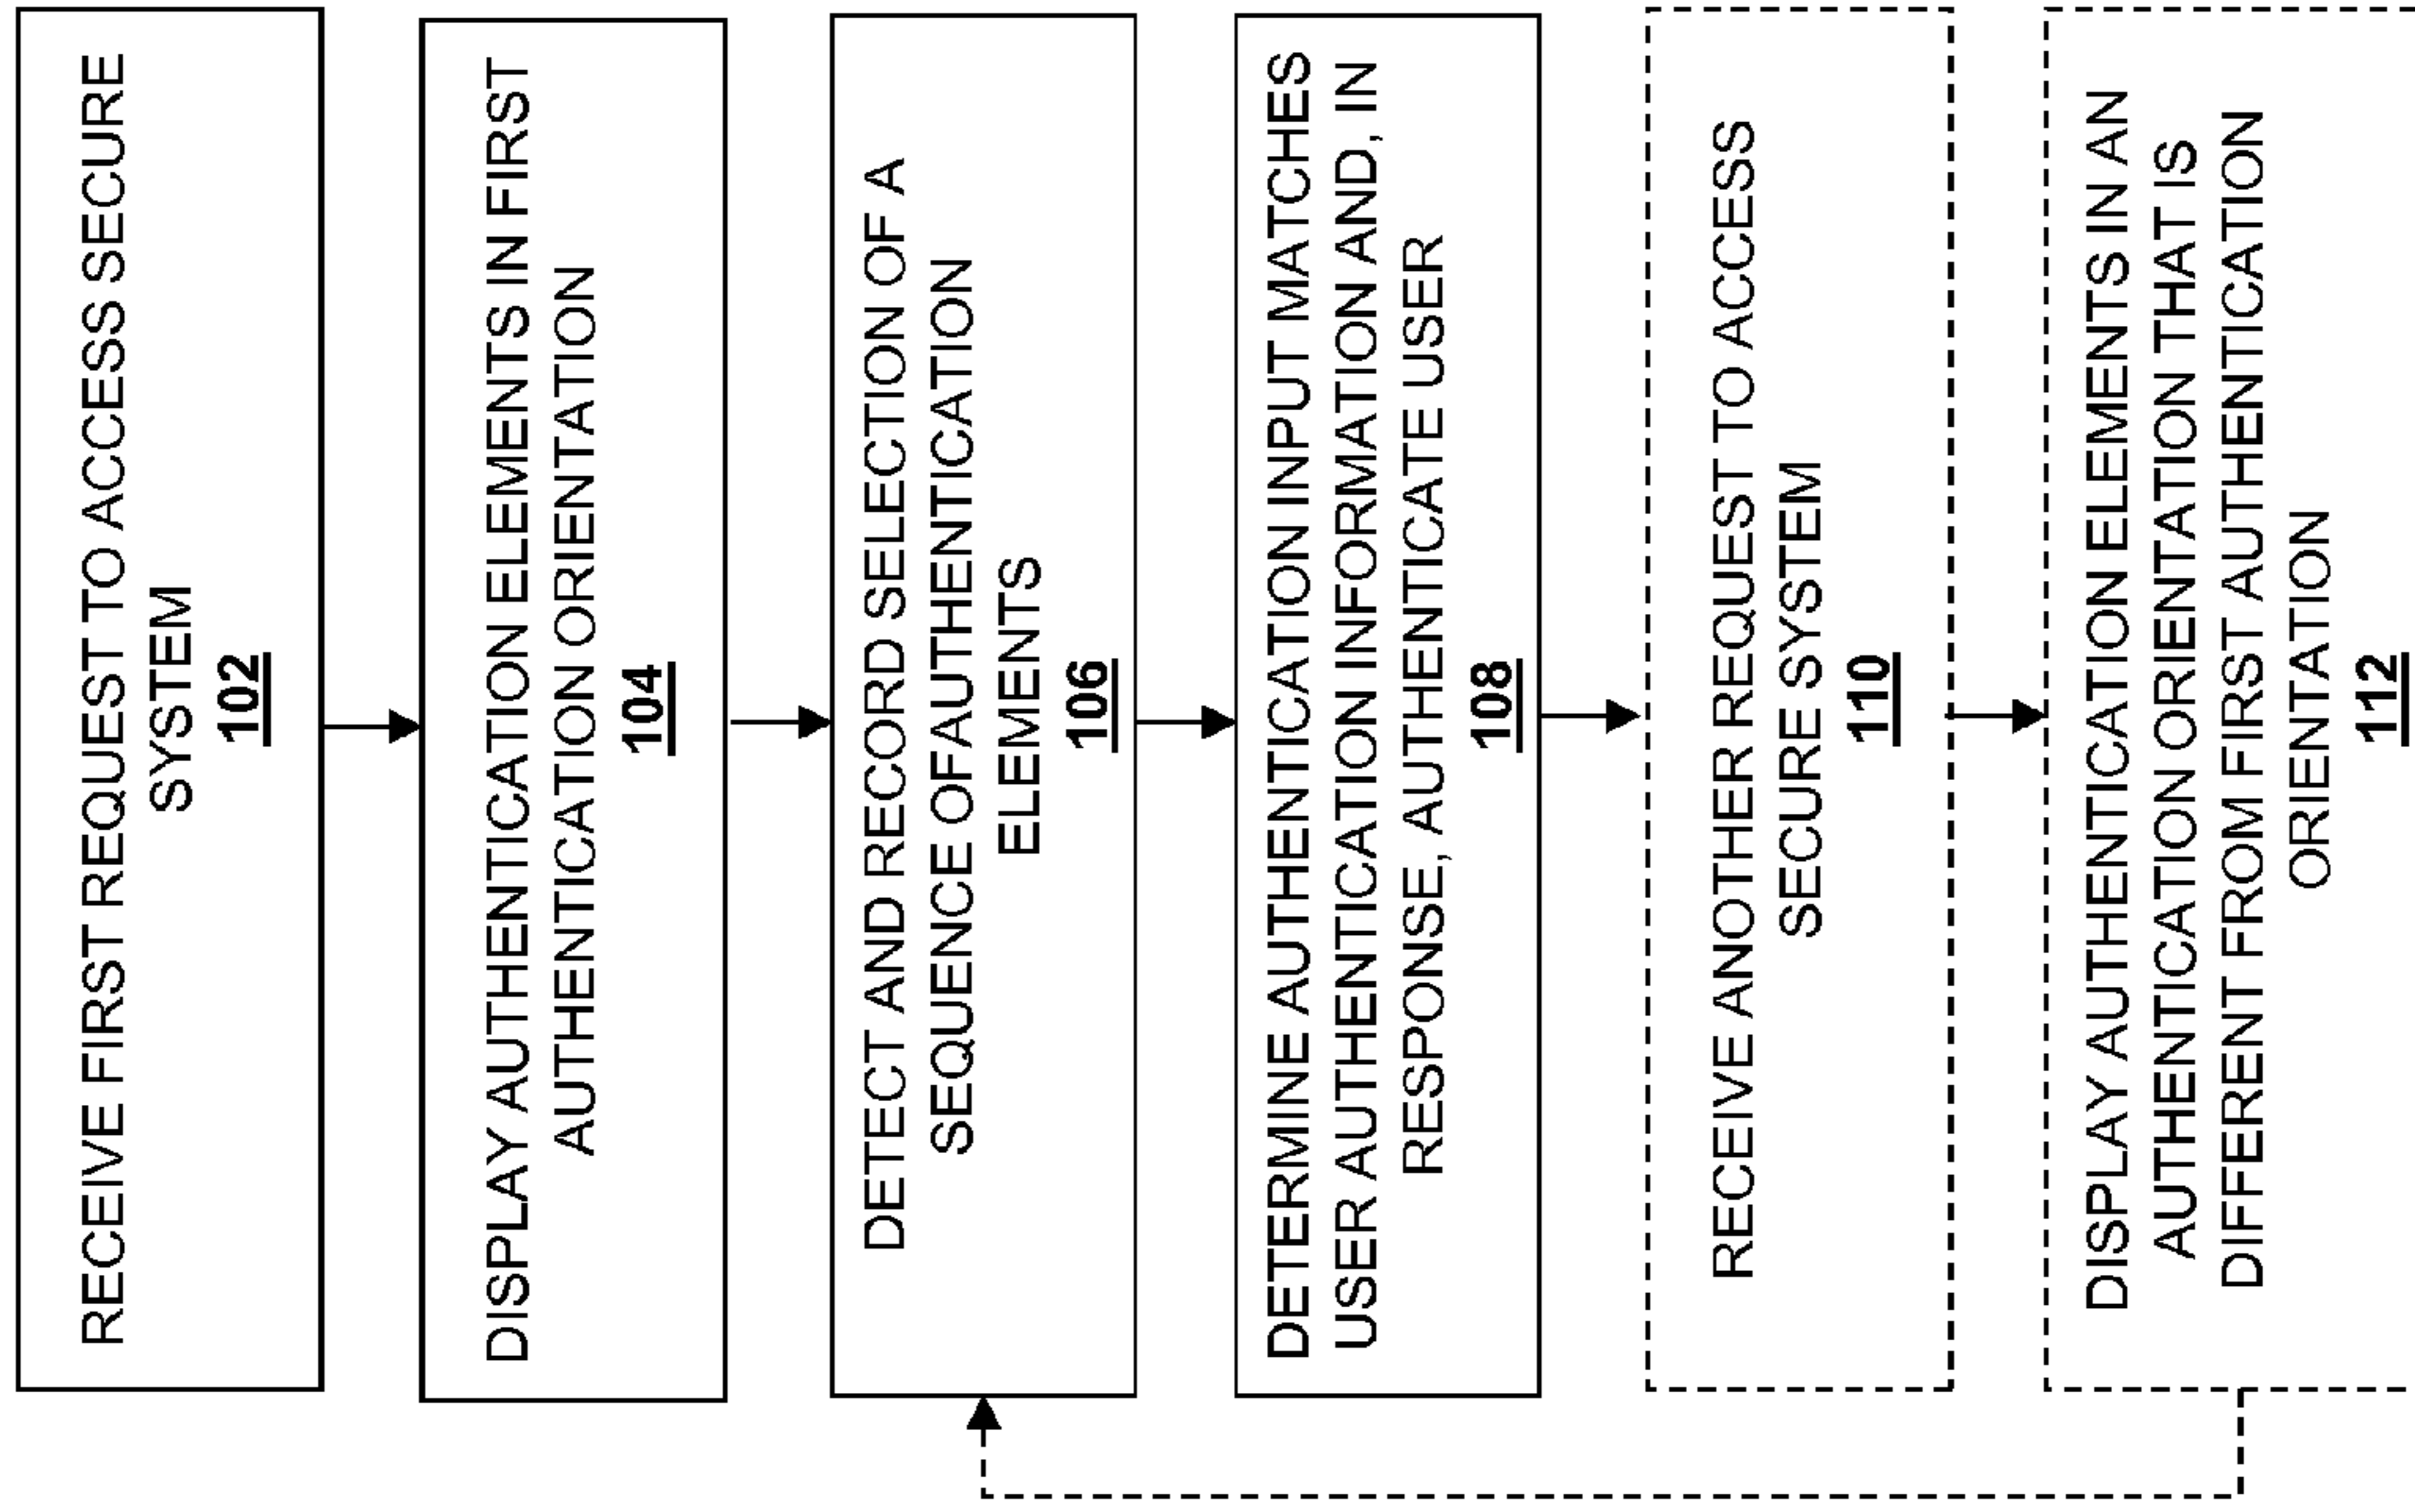 RECEIVE FIRST REQUEST TO ACCESS SECURE
SYSTEM
102
DISPLAY AUTHENTICATION ELEMENTS IN FIRST
AUTHENTICATION ORIENTATION
104
DETECT AND RECORD SELECTION OF A
SEQUENCE OF AUTHENTICATION
ELEMENTS
106
DETERMINE AUTHENTICATION INPUT MATCHES
USER AUTHENTICATION INFORMATION AND, IN
RESPONSE, AUTHENTICATE USER
108
RECEIVE ANOTHER REQUEST TO ACCESS
SECURE SYSTEM
110
DISPLAY AUTHENTICATION ELEMENTS IN AN
AUTHENTICATION ORIENTATION THAT IS
DIFFERENT FROM FIRST AUTHENTICATION
ORIENTATION
112